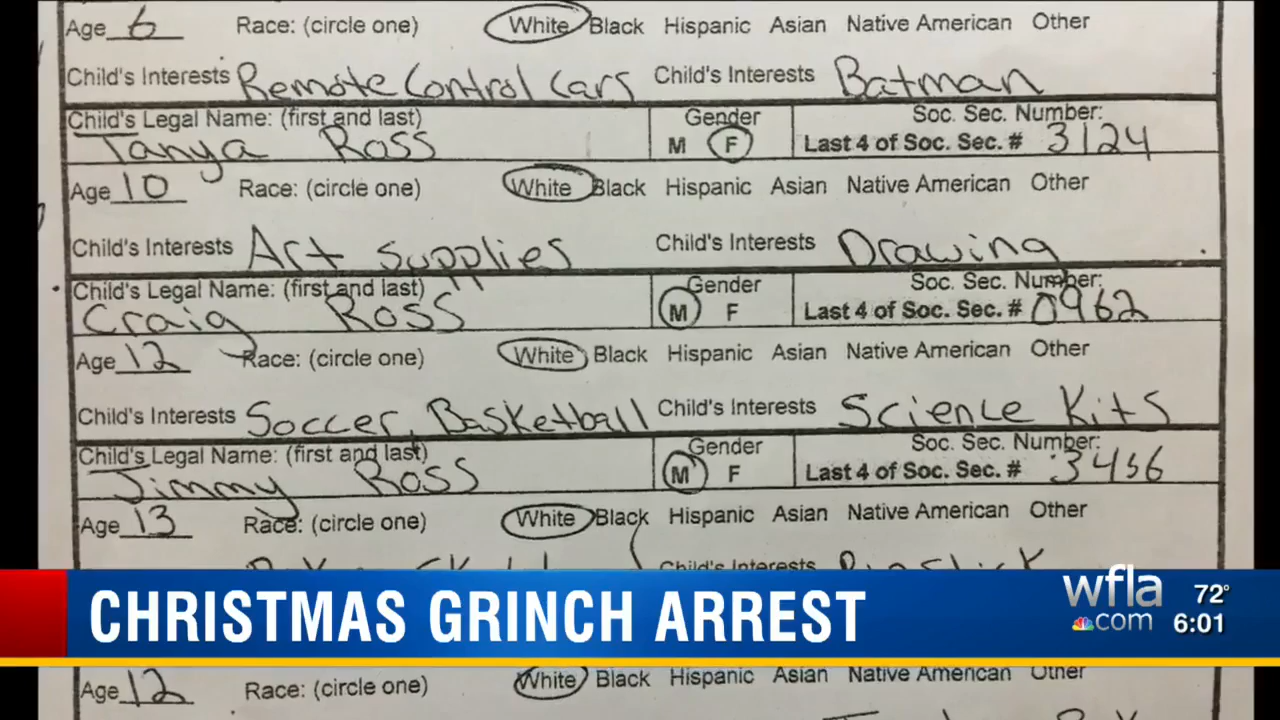 Age 6 Race: (circle one) White Black Hispanic Asian Native American Other
Child's Interests Remote Control Cars Child's Interests Batman
Child's Legal Name: (first and last) Gender Soc. Sec. Number:
Tanya Ross M F Last 4 of Soc. Sec. # 3124
Age 10 Race: (circle one) White Black Hispanic Asian Native American Other
Child's Interests Art Supplies Child's Interests Drawing
Child's Legal Name: (first and last) Gender Soc. Sec. Number:
Craig Ross M F Last 4 of Soc. Sec. # 0962
Age 12 Race: (circle one) White Black Hispanic Asian Native American Other
Child's Interests Soccer, Basketball Child's Interests Science Kits
Child's Legal Name: (first and last) Gender Soc. Sec. Number:
Jimmy Ross M F Last 4 of Soc. Sec. # 3456
Age 13 Race: (circle one) White Black Hispanic Asian Native American Other
Child's Interests
CHRISTMAS GRINCH ARREST
wfla.com
72°
6:01
Age 12 Race: (circle one) White Black Hispanic Asian Native American Other